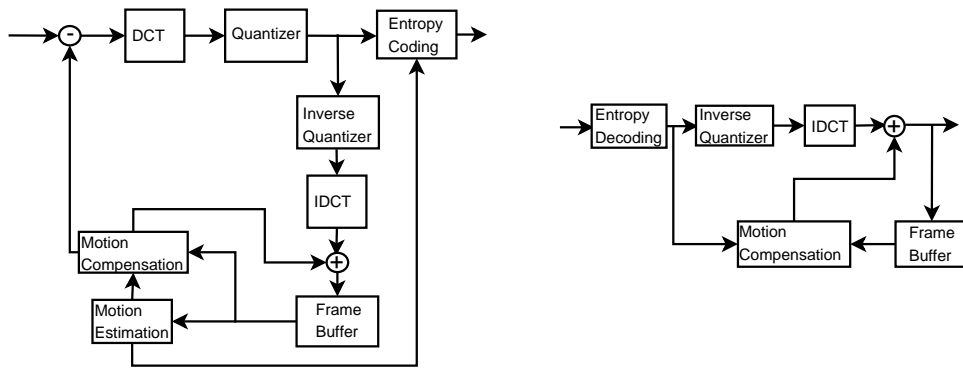 -
DCT
Quantizer
Entropy
Coding
Inverse
Quantizer
IDCT
+
Motion
Compensation
Motion
Estimation
Frame
Buffer
Entropy
Decoding
Inverse
Quantizer
IDCT
+
Motion
Compensation
Frame
Buffer